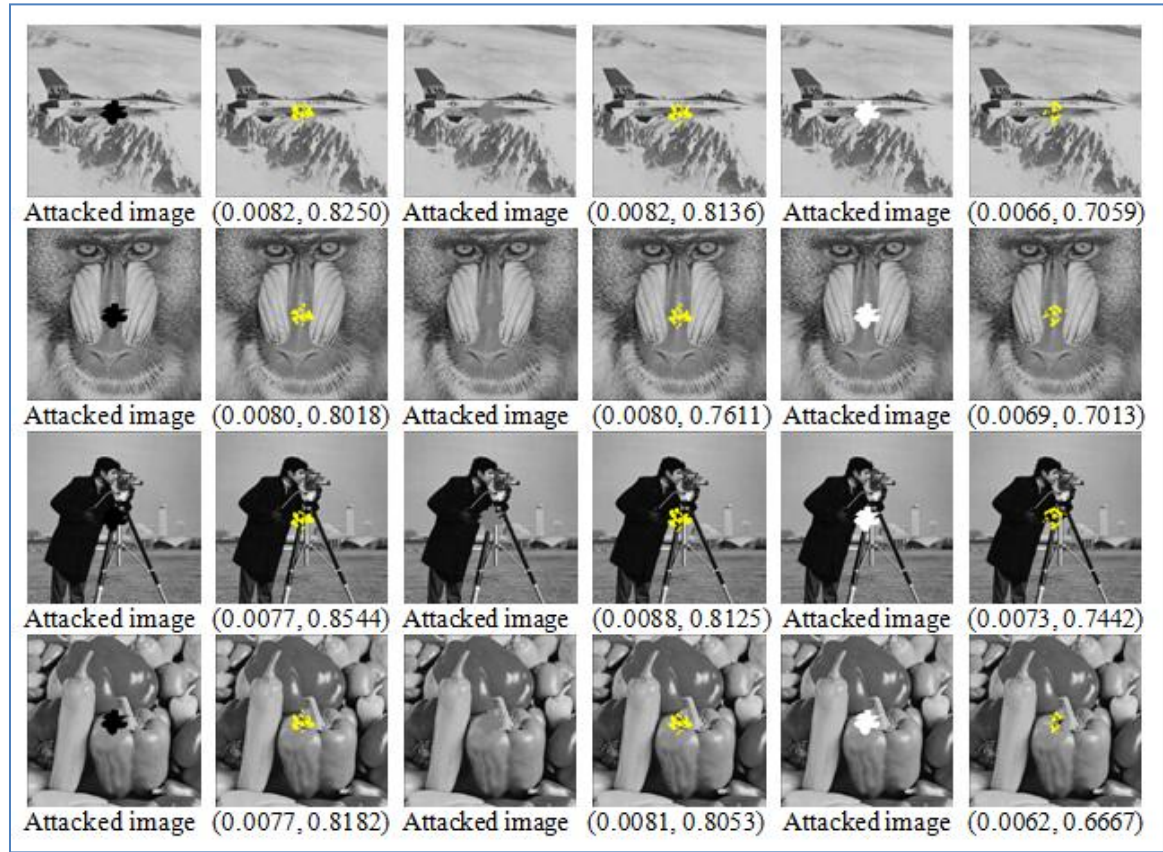 Attacked image (0.0082, 0.8250) Attacked image (0.0082, 0.8136) Attacked image (0.0066, 0.7059)
Attacked image (0.0080, 0.8018) Attacked image (0.0080, 0.7611) Attacked image (0.0069, 0.7013)
Attacked image (0.0077, 0.8544) Attacked image (0.0088, 0.8125) Attacked image (0.0073, 0.7442)
Attacked image (0.0077, 0.8182) Attacked image (0.0081, 0.8053) Attacked image (0.0062, 0.6667)